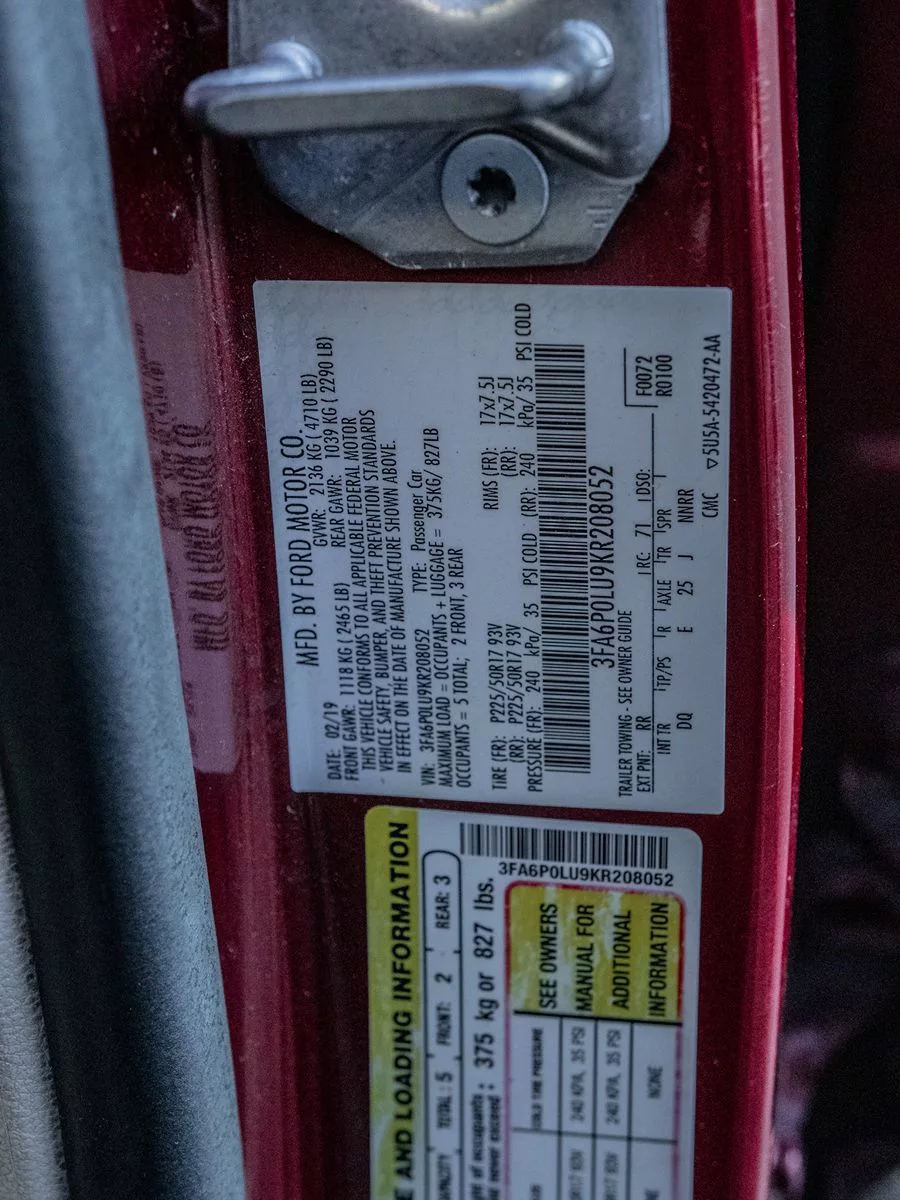 MFD. BY FORD MOTOR CO.
DATE: 02/19 GVWR: 2136 KG ( 4710 LB)
FRONT GAWR: 1118 KG ( 2465 LB) REAR GAWR: 1039 KG ( 2290 LB)
THIS VEHICLE CONFORMS TO ALL APPLICABLE FEDERAL MOTOR
VEHICLE SAFETY, BUMPER, AND THEFT PREVENTION STANDARDS
IN EFFECT ON THE DATE OF MANUFACTURE SHOWN ABOVE.
VIN: 3FA6P0LU9KR208052 TYPE: Passenger Car
MAXIMUM LOAD = OCCUPANTS + LUGGAGE = 375KG/ 827LB
OCCUPANTS = 5 TOTAL; 2 FRONT, 3 REAR
TIRE (FR): P225/50R17 93V RIMS (FR): 17x7.5J
(RR): P225/50R17 93V (RR): 17x7.5J
PRESSURE (FR): 240 kPa/ 35 PSI COLD (RR): 240 kPa/ 35 PSI COLD
3FA6P0LU9KR208052
TRAILER TOWING - SEE OWNER GUIDE
EXT PNT: RR RC: 71 DSO: F0072
R0100
INT TR TP/PS R AXLE TR SPR
DQ E 25 J NNRR
CMC
▽5U5A-5420472-AA
3FA6P0LU9KR208052
E AND LOADING INFORMATION
TOTAL: 5 FRONT: 2 REAR: 3
of occupants
exceed : 375 kg or 827 lbs.
COLD TIRE PRESSURE
240 KPA, 35 PSI
240 KPA, 35 PSI
NONE
SEE OWNERS
MANUAL FOR
ADDITIONAL
INFORMATION